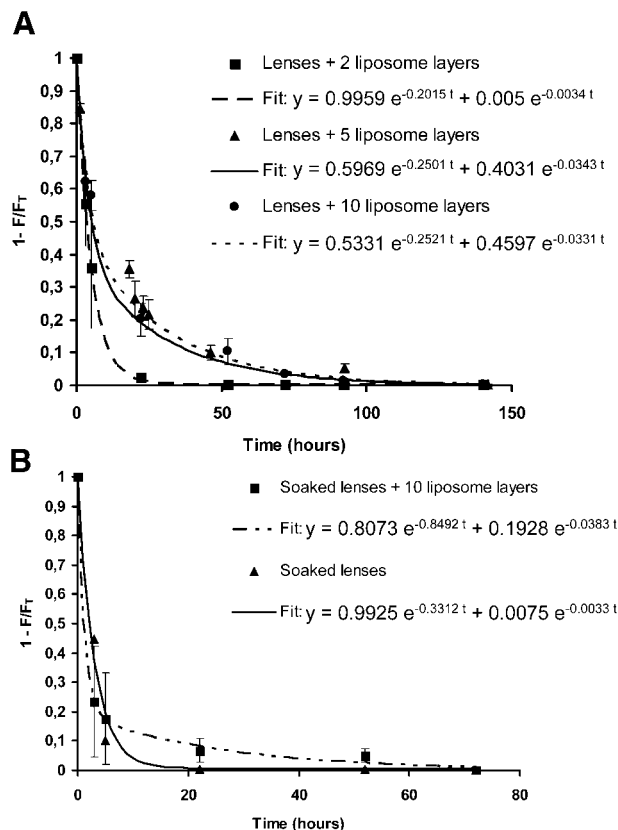 A
1
0,9
0,8
0,7
0,6
0,5
0,4
0,3
0,2
0,1
0
1- F/FT
0 50 100 150
Time (hours)
Lenses + 2 liposome layers
Fit: y = 0.9959 e-0.2015 t + 0.005 e-0.0034 t
Lenses + 5 liposome layers
Fit: y = 0.5969 e-0.2501 t + 0.4031 e-0.0343 t
Lenses + 10 liposome layers
Fit: y = 0.5331 e-0.2521 t + 0.4597 e-0.0331 t
B
1
0,9
0,8
0,7
0,6
0,5
0,4
0,3
0,2
0,1
0
1 - F/FT
0 20 40 60 80
Time (hours)
Soaked lenses + 10 liposome layers
Fit: y = 0.8073 e-0.8492 t + 0.1928 e-0.0383 t
Soaked lenses
Fit: y = 0.9925 e-0.3312 t + 0.0075 e-0.0033 t